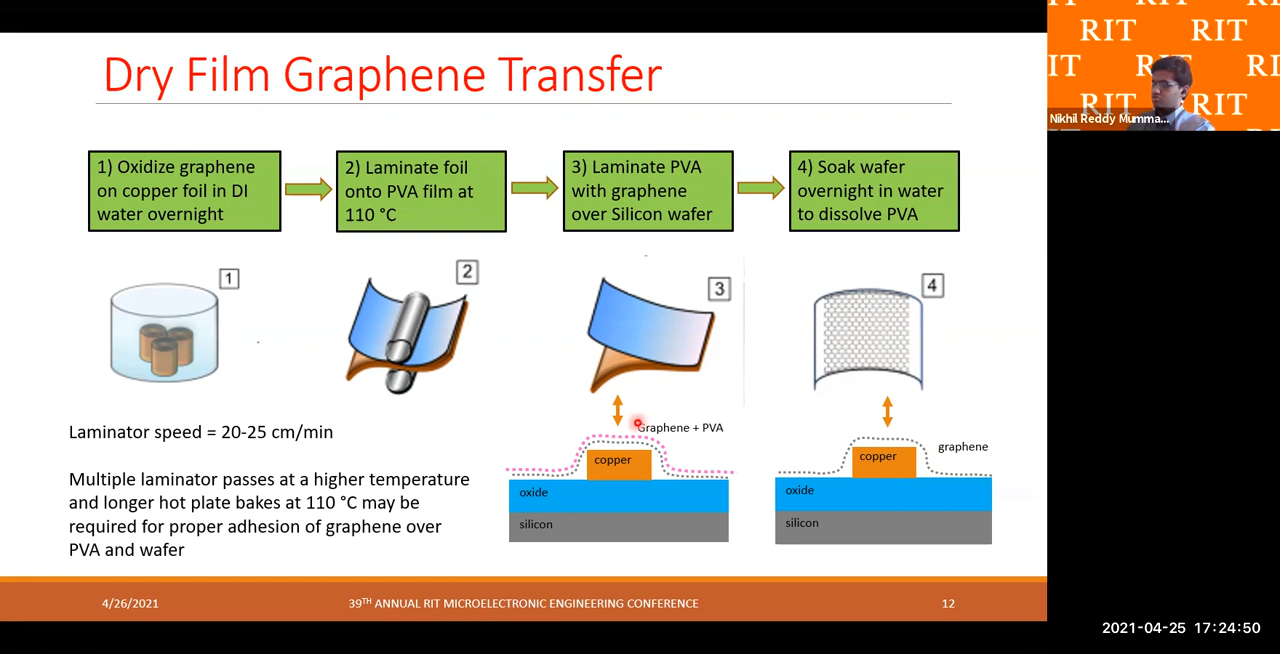 Dry Film Graphene Transfer
1) Oxidize graphene
on copper foil in DI
water overnight
2) Laminate foil
onto PVA film at
110 °C
3) Laminate PVA
with graphene
over Silicon wafer
4) Soak wafer
overnight in water
to dissolve PVA
1
2
3
4
Laminator speed = 20-25 cm/min
Multiple laminator passes at a higher temperature
and longer hot plate bakes at 110 °C may be
required for proper adhesion of graphene over
PVA and wafer
Graphene + PVA
copper
oxide
silicon
graphene
copper
oxide
silicon
4/26/2021
39TH ANNUAL RIT MICROELECTRONIC ENGINEERING CONFERENCE
12
RIT RIT
RIT RIT
Nikhil Reddy Mumma...
2021-04-25 17:24:50